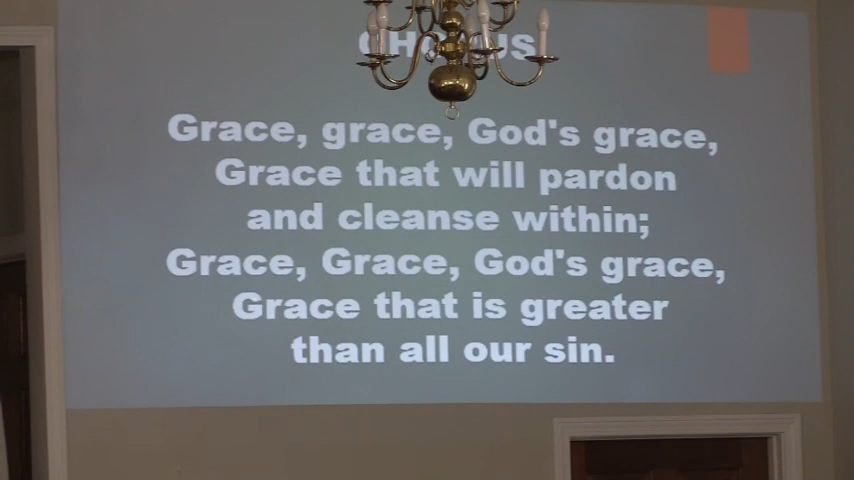 CHORUS
Grace, grace, God's grace,
Grace that will pardon
and cleanse within;
Grace, Grace, God's grace,
Grace that is greater
than all our sin.